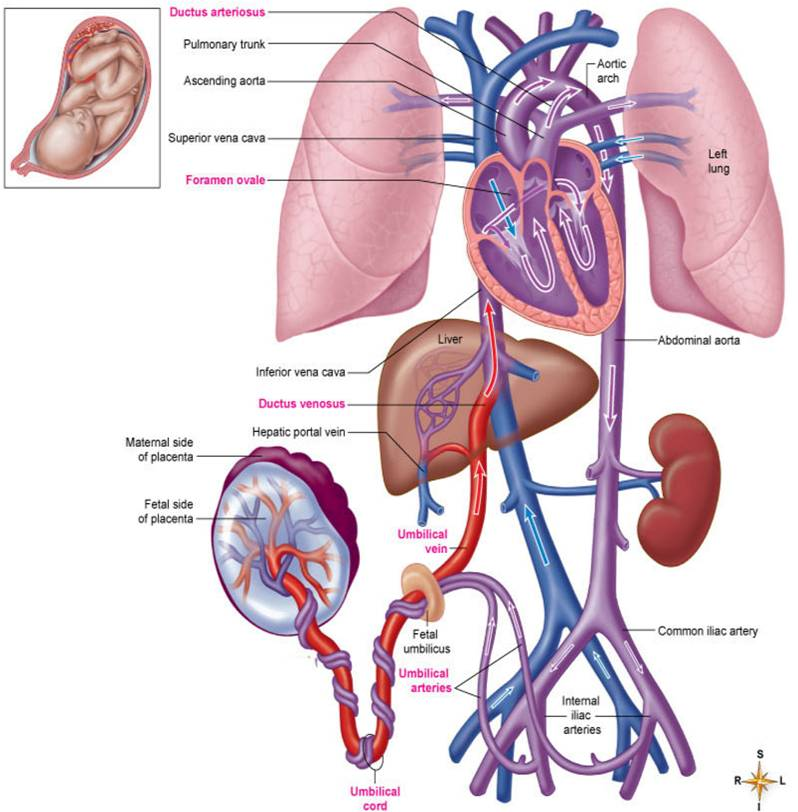 Ductus arteriosus
Pulmonary trunk
Ascending aorta
Superior vena cava
Foramen ovale
Aortic
arch
Left
lung
Liver
Inferior vena cava
Ductus venosus
Hepatic portal vein
Abdominal aorta
Maternal side
of placenta
Fetal side
of placenta
Umbilical
vein
Fetal
umbilicus
Umbilical
arteries
Common iliac artery
Internal
iliac
arteries
Umbilical
cord
S
R L
I